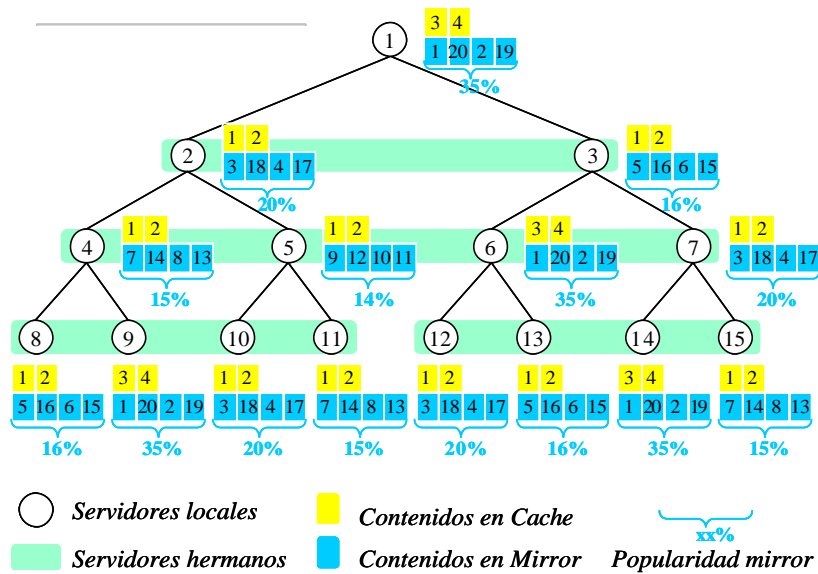 3 4
1
1 20 2 19
35%
1 2
2
3 18 4 17
20%
1 2
3
5 16 6 15
16%
1 2
4
7 14 8 13
15%
1 2
5
9 12 10 11
14%
3 4
6
1 20 2 19
35%
1 2
7
3 18 4 17
20%
8 9 10 11 12 13 14 15
1 2 3 4 1 2 1 2 1 2 1 2 3 4 1 2
5 16 6 15 1 20 2 19 3 18 4 17 7 14 8 13 3 18 4 17 5 16 6 15 1 20 2 19 7 14 8 13
16% 35% 20% 15% 20% 16% 35% 15%
Servidores locales
Contenidos en Cache
xx%
Servidores hermanos
Contenidos en Mirror
Popularidad mirror